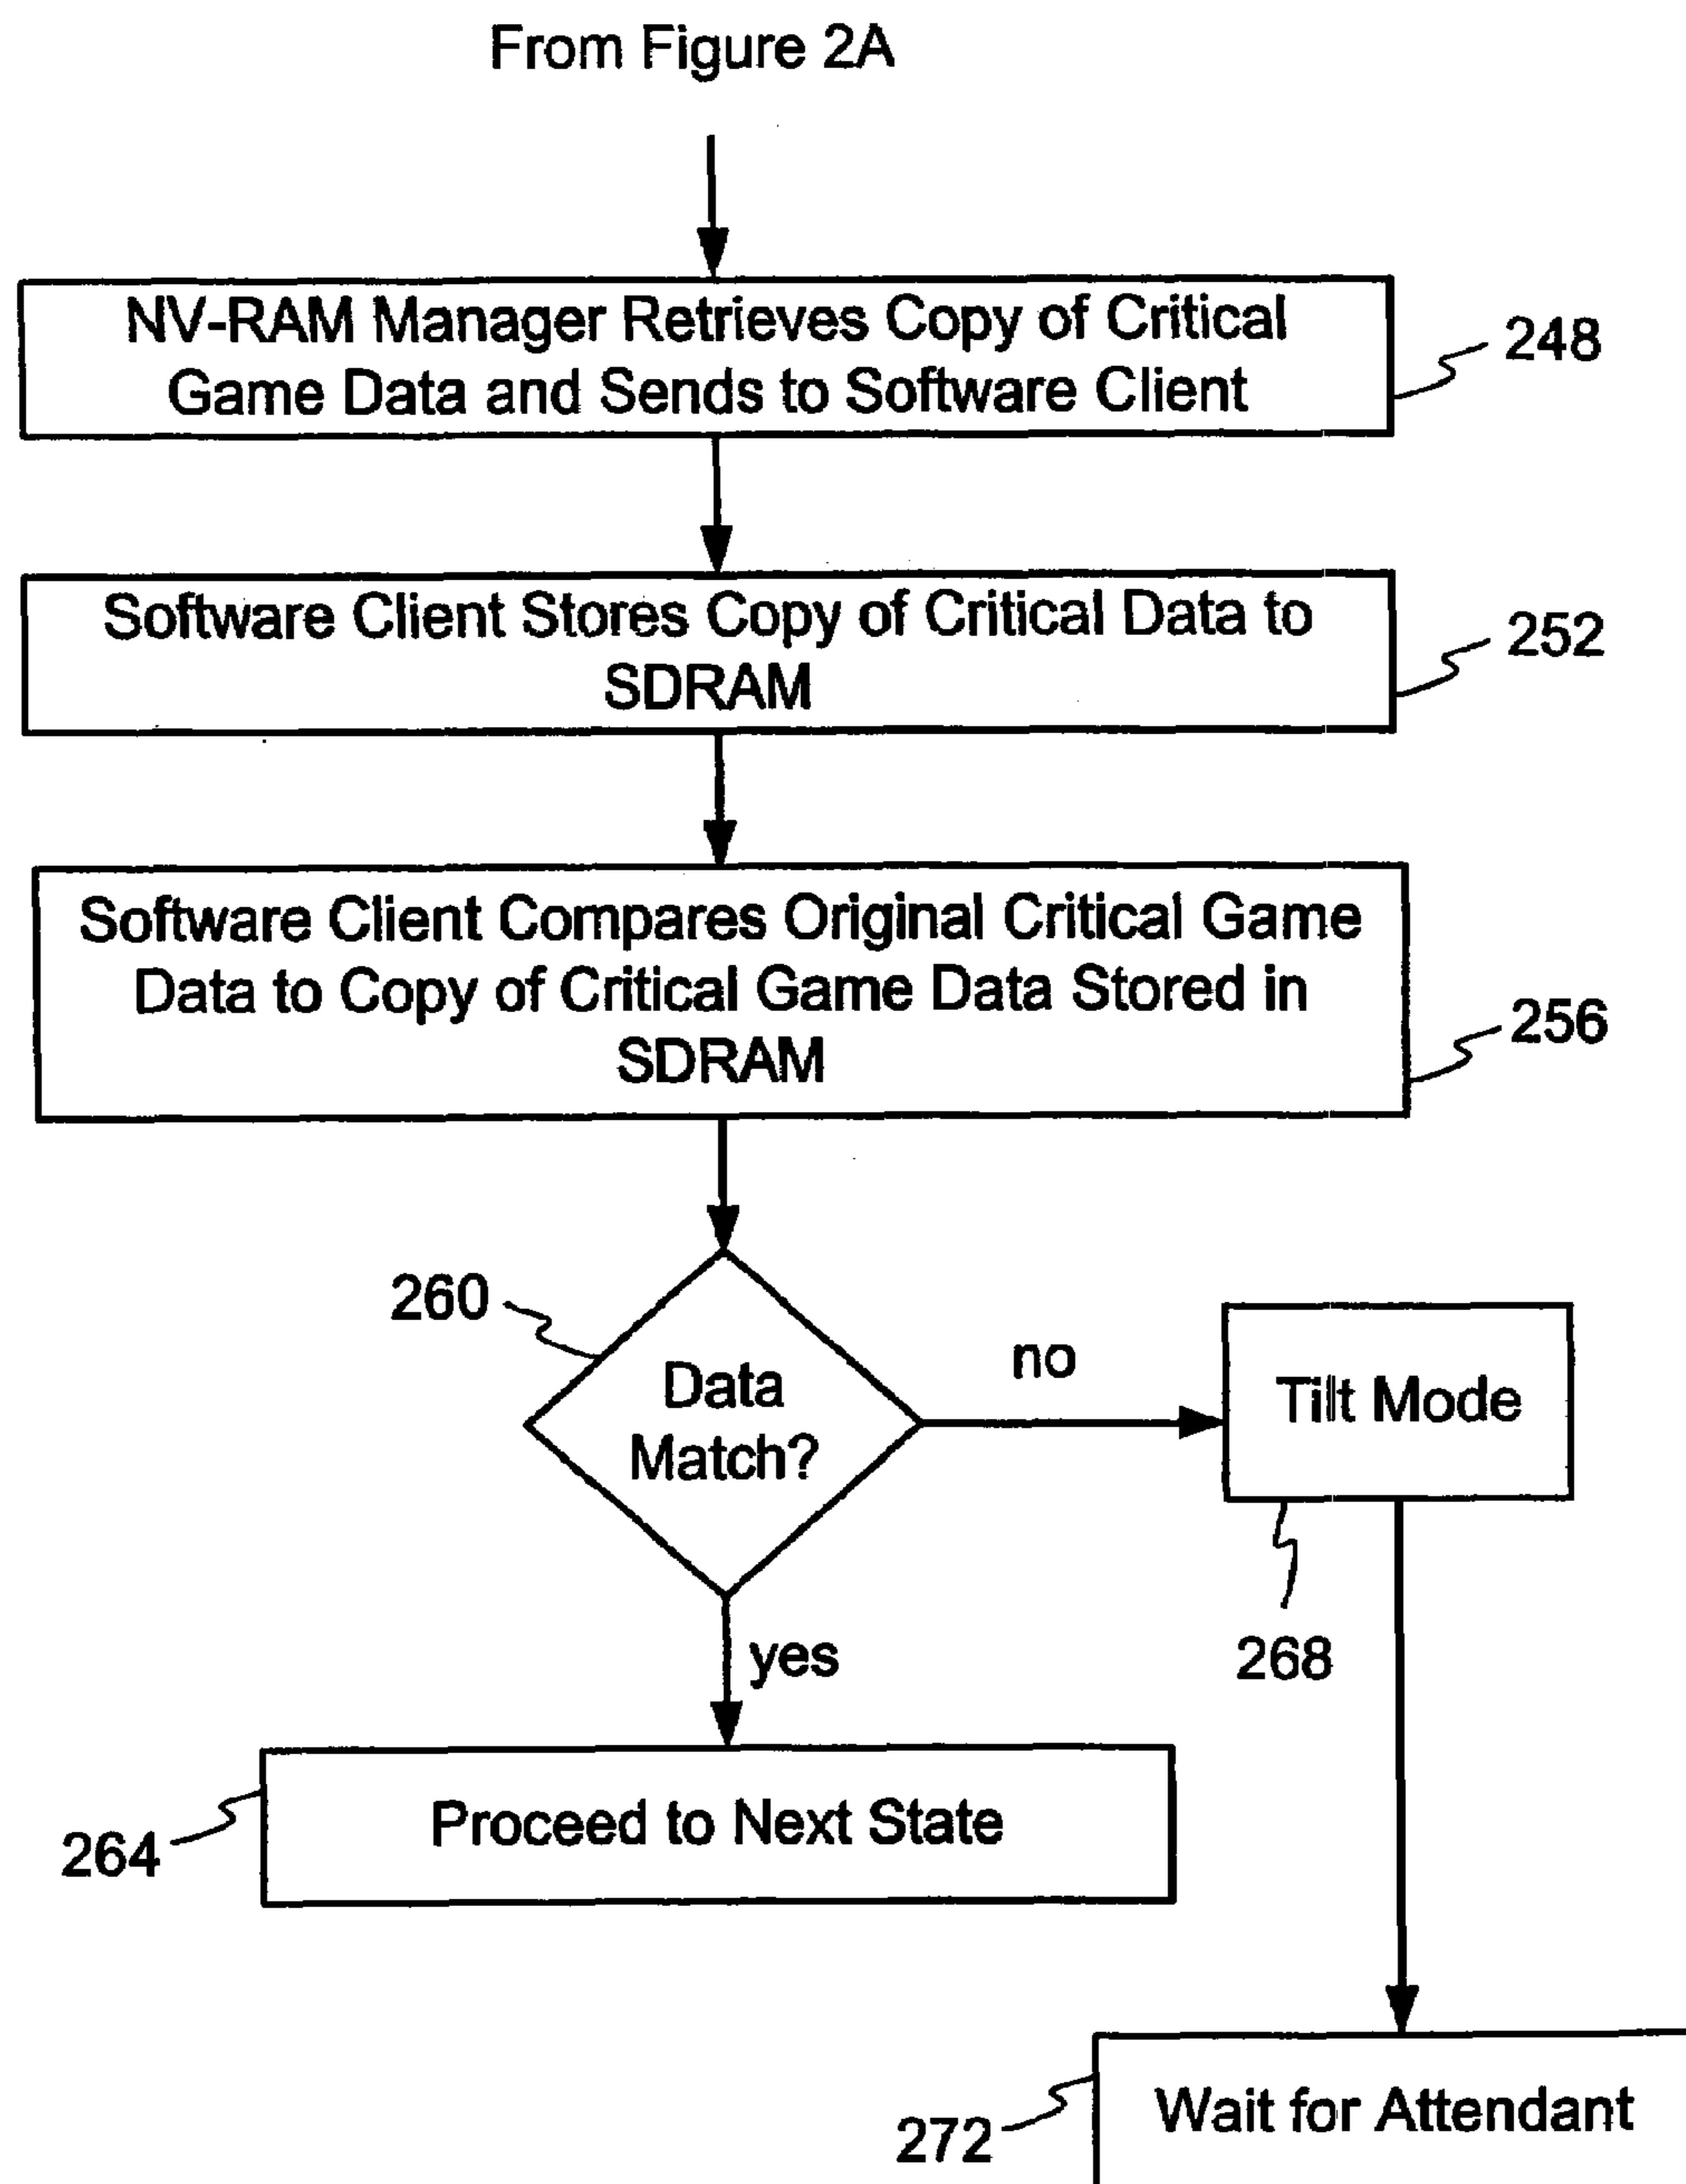 From Figure 2A
NV-RAM Manager Retrieves Copy of Critical
Game Data and Sends to Software Client
248
Software Client Stores Copy of Critical Data to
SDRAM
252
Software Client Compares Original Critical Game
Data to Copy of Critical Game Data Stored in
SDRAM
256
260
Data
Match?
no
Tilt Mode
268
yes
Proceed to Next State
264
Wait for Attendant
272